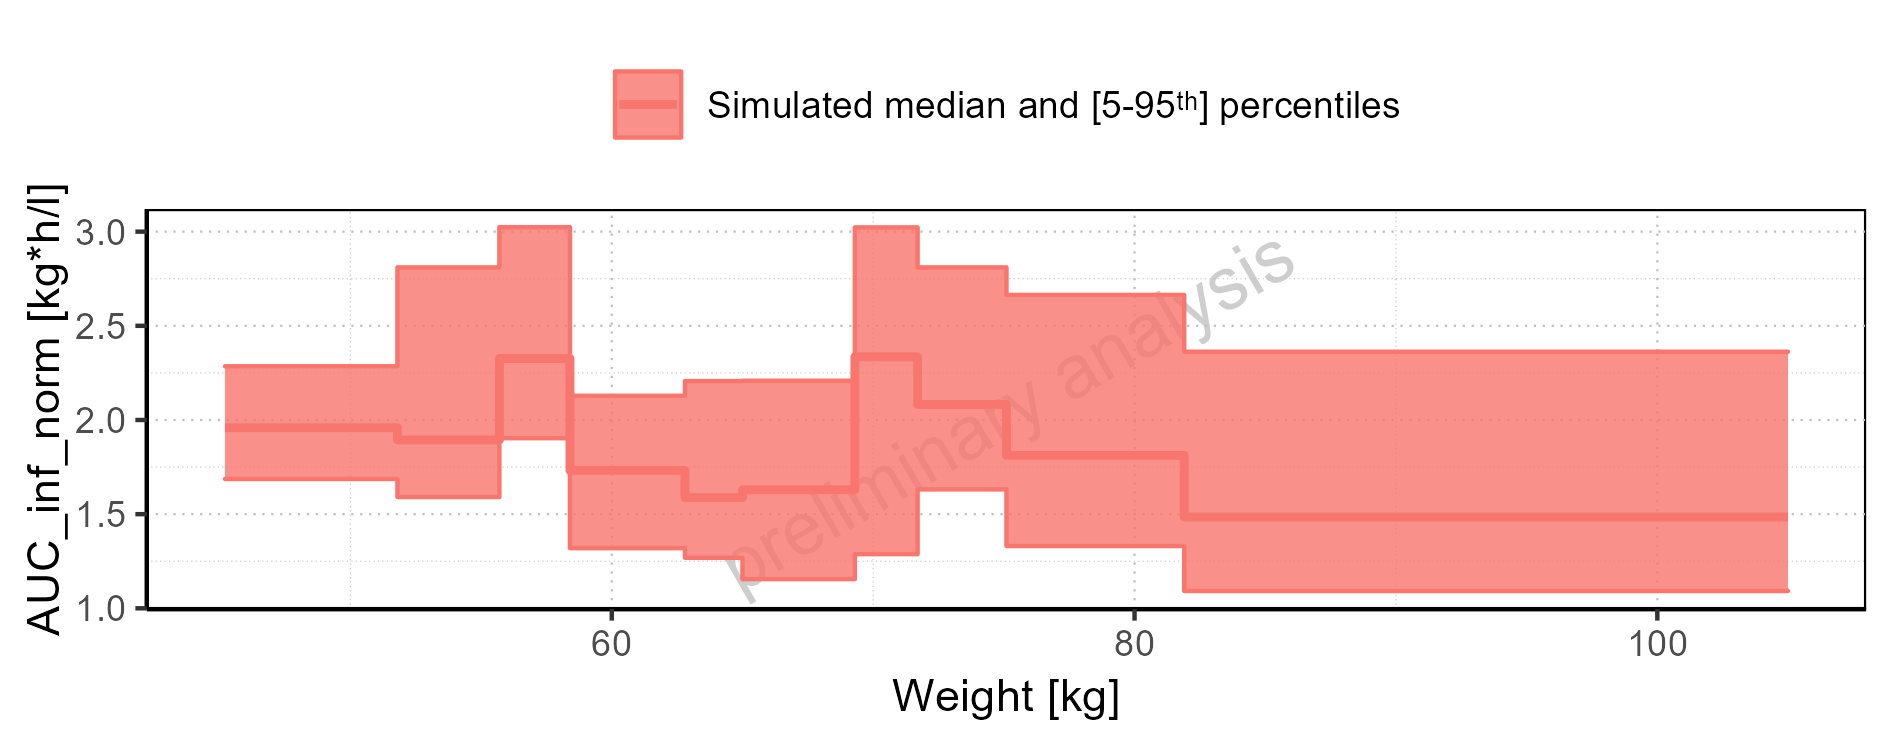 Simulated median and [5-95th] percentiles
AUC_inf_norm [kg*h/l]
3.0
2.5
2.0
1.5
1.0
preliminary analysis
60 80 100
Weight [kg]